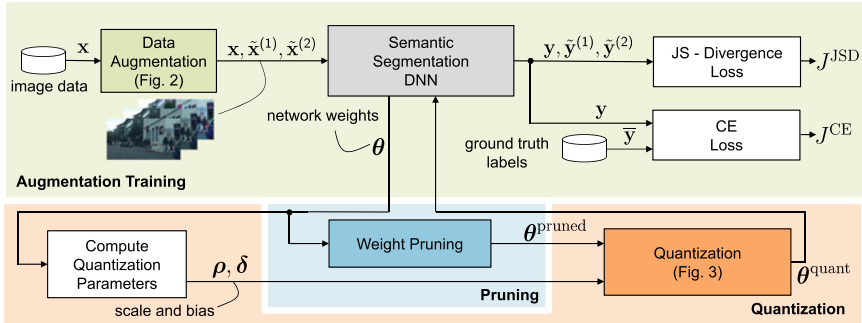 x
image data
Data
Augmentation
(Fig. 2)
x, x̃⁽¹⁾, x̃⁽²⁾
Semantic
Segmentation
DNN
y, ỹ⁽¹⁾, ỹ⁽²⁾
JS - Divergence
Loss
J^JSD
network weights
θ
y
ground truth
labels
y̅
CE
Loss
J^CE
Augmentation Training
Compute
Quantization
Parameters
ρ, δ
scale and bias
Weight Pruning
θ^pruned
Pruning
Quantization
(Fig. 3)
θ^quant
Quantization